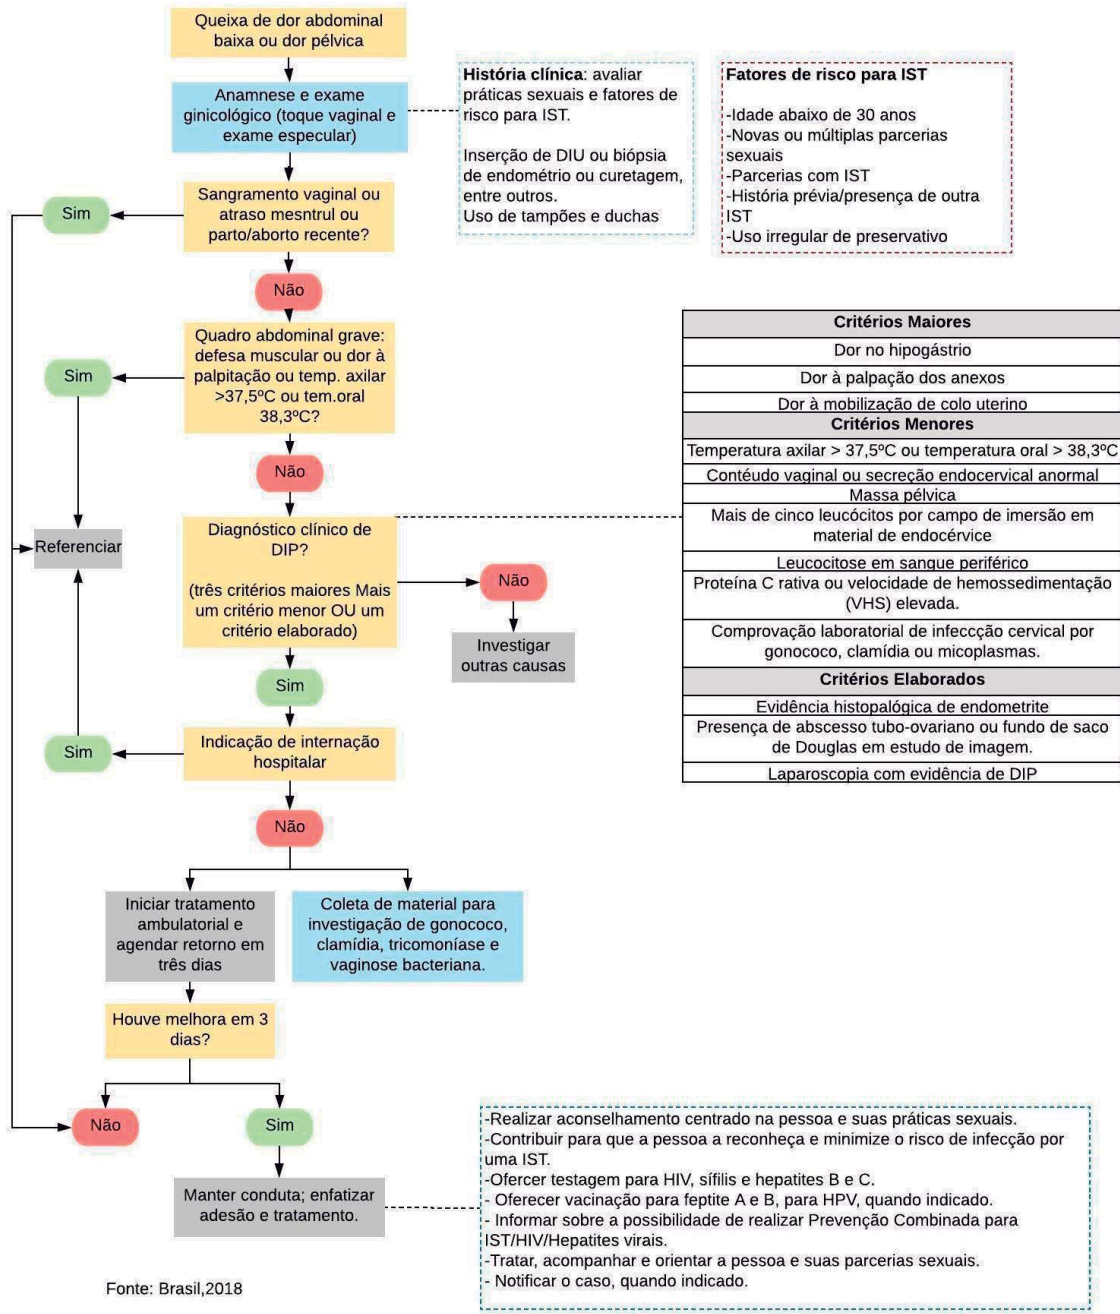 Queixa de dor abdominal
baixa ou dor pélvica
Anamnese e exame
ginicológico (toque vaginal e
exame especular)
História clínica: avaliar
práticas sexuais e fatores de
risco para IST.
Inserção de DIU ou biópsia
de endométrio ou curetagem,
entre outros.
Uso de tampões e duchas
Fatores de risco para IST
-Idade abaixo de 30 anos
-Novas ou múltiplas parcerias
sexuais
-Parcerias com IST
-História prévia/presença de outra
IST
-Uso irregular de preservativo
Sim
Sangramento vaginal ou
atraso mesntrul ou
parto/aborto recente?
Não
Sim
Quadro abdominal grave:
defesa muscular ou dor à
palpitação ou temp. axilar
>37,5ºC ou tem.oral
38,3ºC?
Não
Critérios Maiores
Dor no hipogástrio
Dor à palpação dos anexos
Dor à mobilização de colo uterino
Critérios Menores
Temperatura axilar > 37,5ºC ou temperatura oral > 38,3ºC
Contéudo vaginal ou secreção endocervical anormal
Massa pélvica
Mais de cinco leucócitos por campo de imersão em
material de endocérvice
Leucocitose em sangue periférico
Proteína C rativa ou velocidade de hemossedimentação
(VHS) elevada.
Comprovação laboratorial de infeccção cervical por
gonococo, clamídia ou micoplasmas.
Critérios Elaborados
Evidência histopalógica de endometrite
Presença de abscesso tubo-ovariano ou fundo de saco
de Douglas em estudo de imagem.
Laparoscopia com evidência de DIP
Referenciar
Diagnóstico clínico de
DIP?
(três critérios maiores Mais
um critério menor OU um
critério elaborado)
Não
Investigar
outras causas
Sim
Sim
Indicação de internação
hospitalar
Não
Iniciar tratamento
ambulatorial e
agendar retorno em
três dias
Coleta de material para
investigação de gonococo,
clamídia, tricomoníase e
vaginose bacteriana.
Houve melhora em 3
dias?
Não
Sim
Manter conduta; enfatizar
adesão e tratamento.
-Realizar aconselhamento centrado na pessoa e suas práticas sexuais.
-Contribuir para que a pessoa a reconheça e minimize o risco de infecção por
uma IST.
-Ofercer testagem para HIV, sífilis e hepatites B e C.
- Oferecer vacinação para feptite A e B, para HPV, quando indicado.
- Informar sobre a possibilidade de realizar Prevenção Combinada para
IST/HIV/Hepatites virais.
-Tratar, acompanhar e orientar a pessoa e suas parcerias sexuais.
- Notificar o caso, quando indicado.
Fonte: Brasil,2018